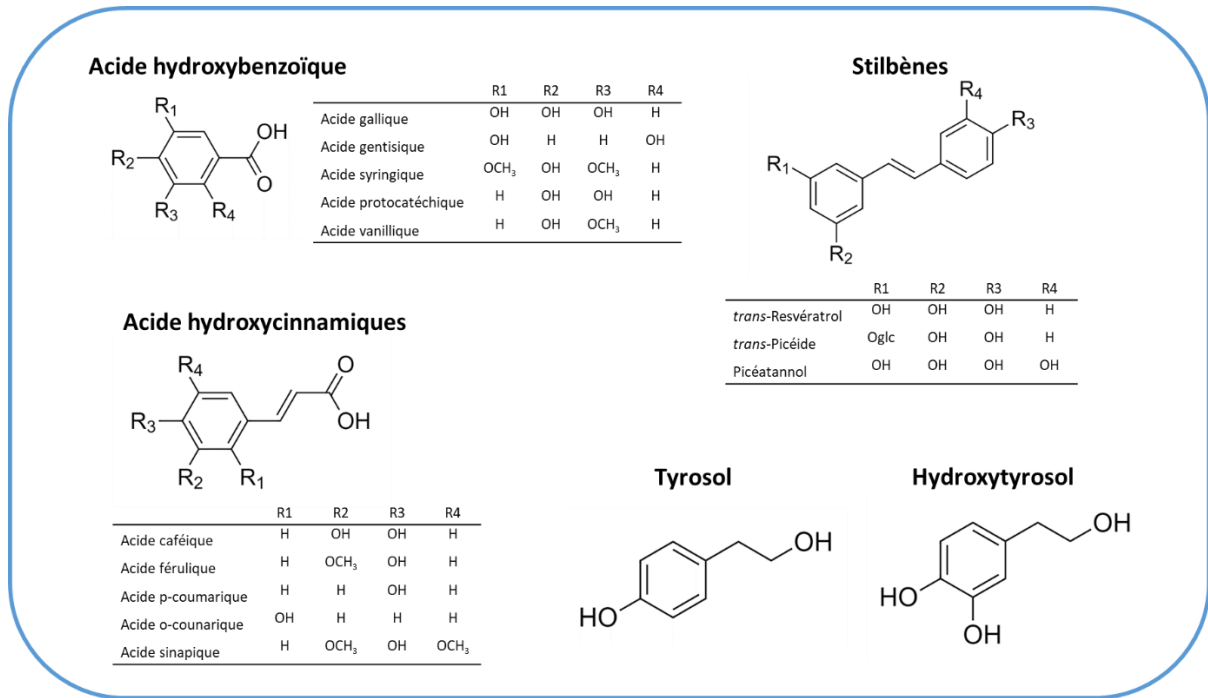 Acide hydroxybenzoïque
R1
R2
R3
R4
OH
O
R1 R2 R3 R4
Acide gallique OH OH OH H
Acide gentisique OH H H OH
Acide syringique OCH3 OH OCH3 H
Acide protocatéchique H OH OH H
Acide vanillique H OH OCH3 H
Stilbènes
R4
R3
R1
R2
R1 R2 R3 R4
trans-Resvératrol OH OH OH H
trans-Picéide Oglc OH OH H
Picéatannol OH OH OH OH
Acide hydroxycinnamiques
R4
O
R3
OH
R2
R1
R1 R2 R3 R4
Acide caféique H OH OH H
Acide férulique H OCH3 OH H
Acide p-coumarique H H OH H
Acide o-counarique OH H H H
Acide sinapique H OCH3 OH OCH3
Tyrosol
OH
HO
Hydroxytyrosol
OH
HO
OH